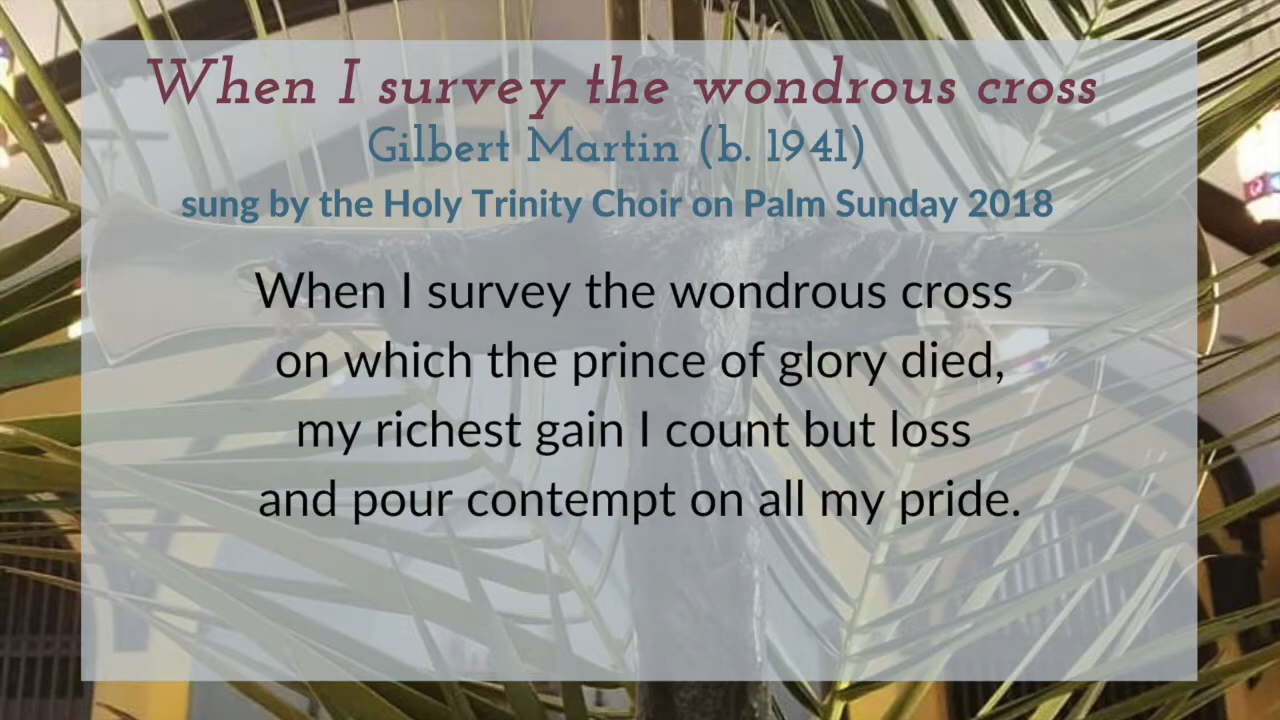 When I survey the wondrous cross
Gilbert Martin (b. 1941)
sung by the Holy Trinity Choir on Palm Sunday 2018
When I survey the wondrous cross
on which the prince of glory died,
my richest gain I count but loss
and pour contempt on all my pride.